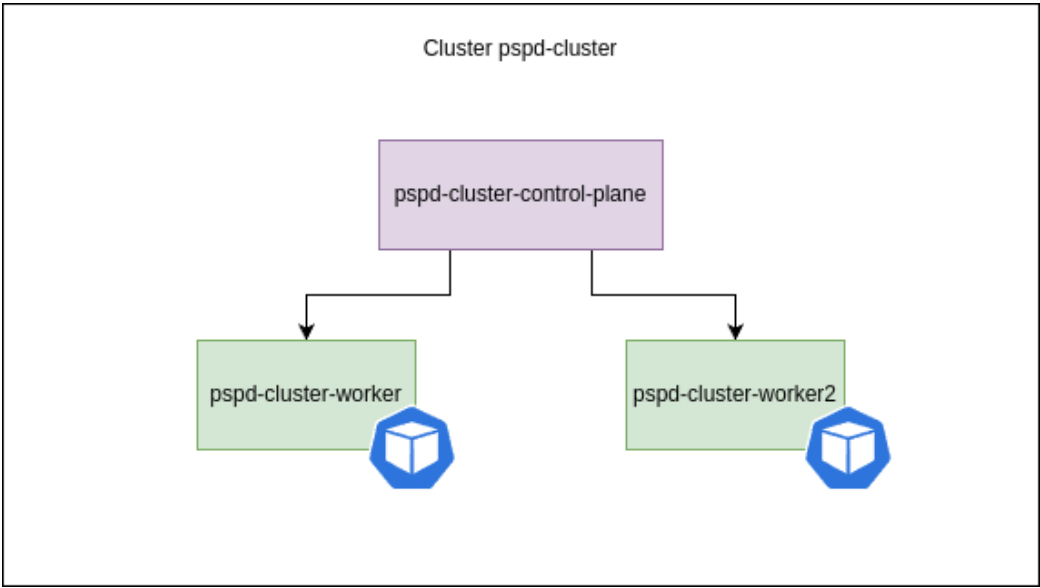 Cluster pspd-cluster
pspd-cluster-control-plane
pspd-cluster-worker
pspd-cluster-worker2